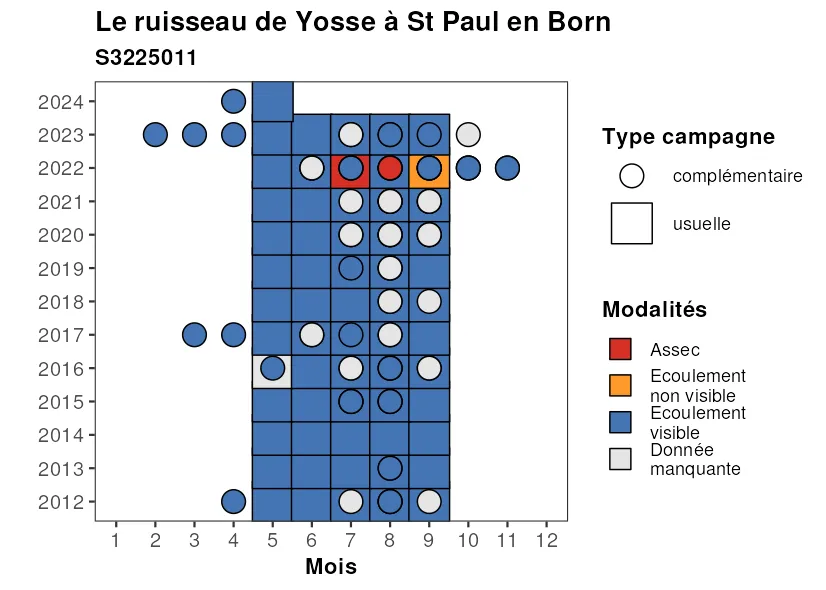 Le ruisseau de Yosse à St Paul en Born
S3225011
2024
2023
2022
2021
2020
2019
2018
2017
2016
2015
2014
2013
2012
1 2 3 4 5 6 7 8 9 10 11 12
Mois
Type campagne
complémentaire
usuelle
Modalités
Assec
Ecoulement
non visible
Ecoulement
visible
Donnée
manquante